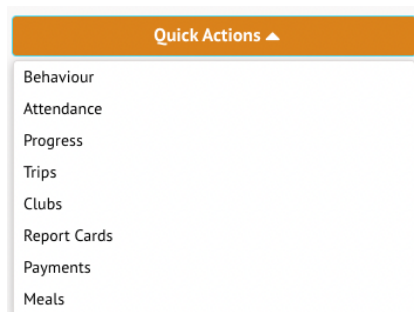 Quick Actions
Behaviour
Attendance
Progress
Trips
Clubs
Report Cards
Payments
Meals